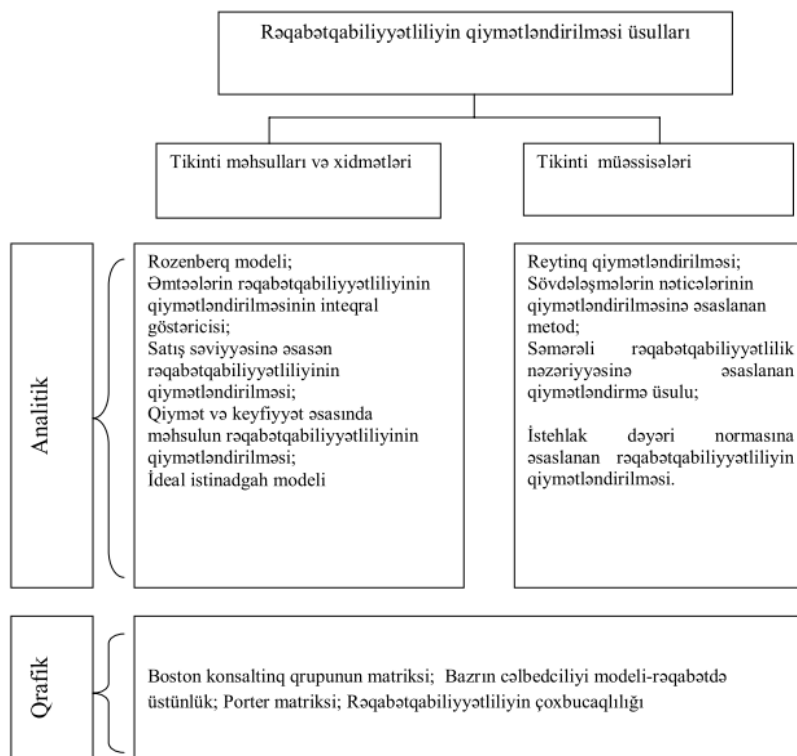 Rəqabətqabiliyyətliliyin qiymətləndirilməsi üsulları
Tikinti məhsulları və xidmətləri
Tikinti müəssisələri
Analitik
Rozenberq modeli;
Əmtəələrin rəqabətqabiliyyətliliyinin
qiymətləndirilməsinin inteqral
göstəricisi;
Satış səviyyəsinə əsasən
rəqabətqabiliyyətliliyinin
qiymətləndirilməsi;
Qiymət və keyfiyyət əsasında
məhsulun rəqabətqabiliyyətliliyinin
qiymətləndirilməsi;
İdeal istinadgah modeli
Reytinq qiymətləndirilməsi;
Sövdələşmələrin nəticələrinin
qiymətləndirilməsinə əsaslanan
metod;
Səmərəli rəqabətqabiliyyətlilik
nəzəriyyəsinə əsaslanan
qiymətləndirmə üsulu;
İstehlak dəyəri normasına
əsaslanan rəqabətqabiliyyətliliyin
qiymətləndirilməsi.
Qrafik
Boston konsaltinq qrupunun matriksi; Bazrın cəlbedciliyi modeli-rəqabətdə
üstünlük; Porter matriksi; Rəqabətqabiliyyətliliyin çoxbucaqlılığı